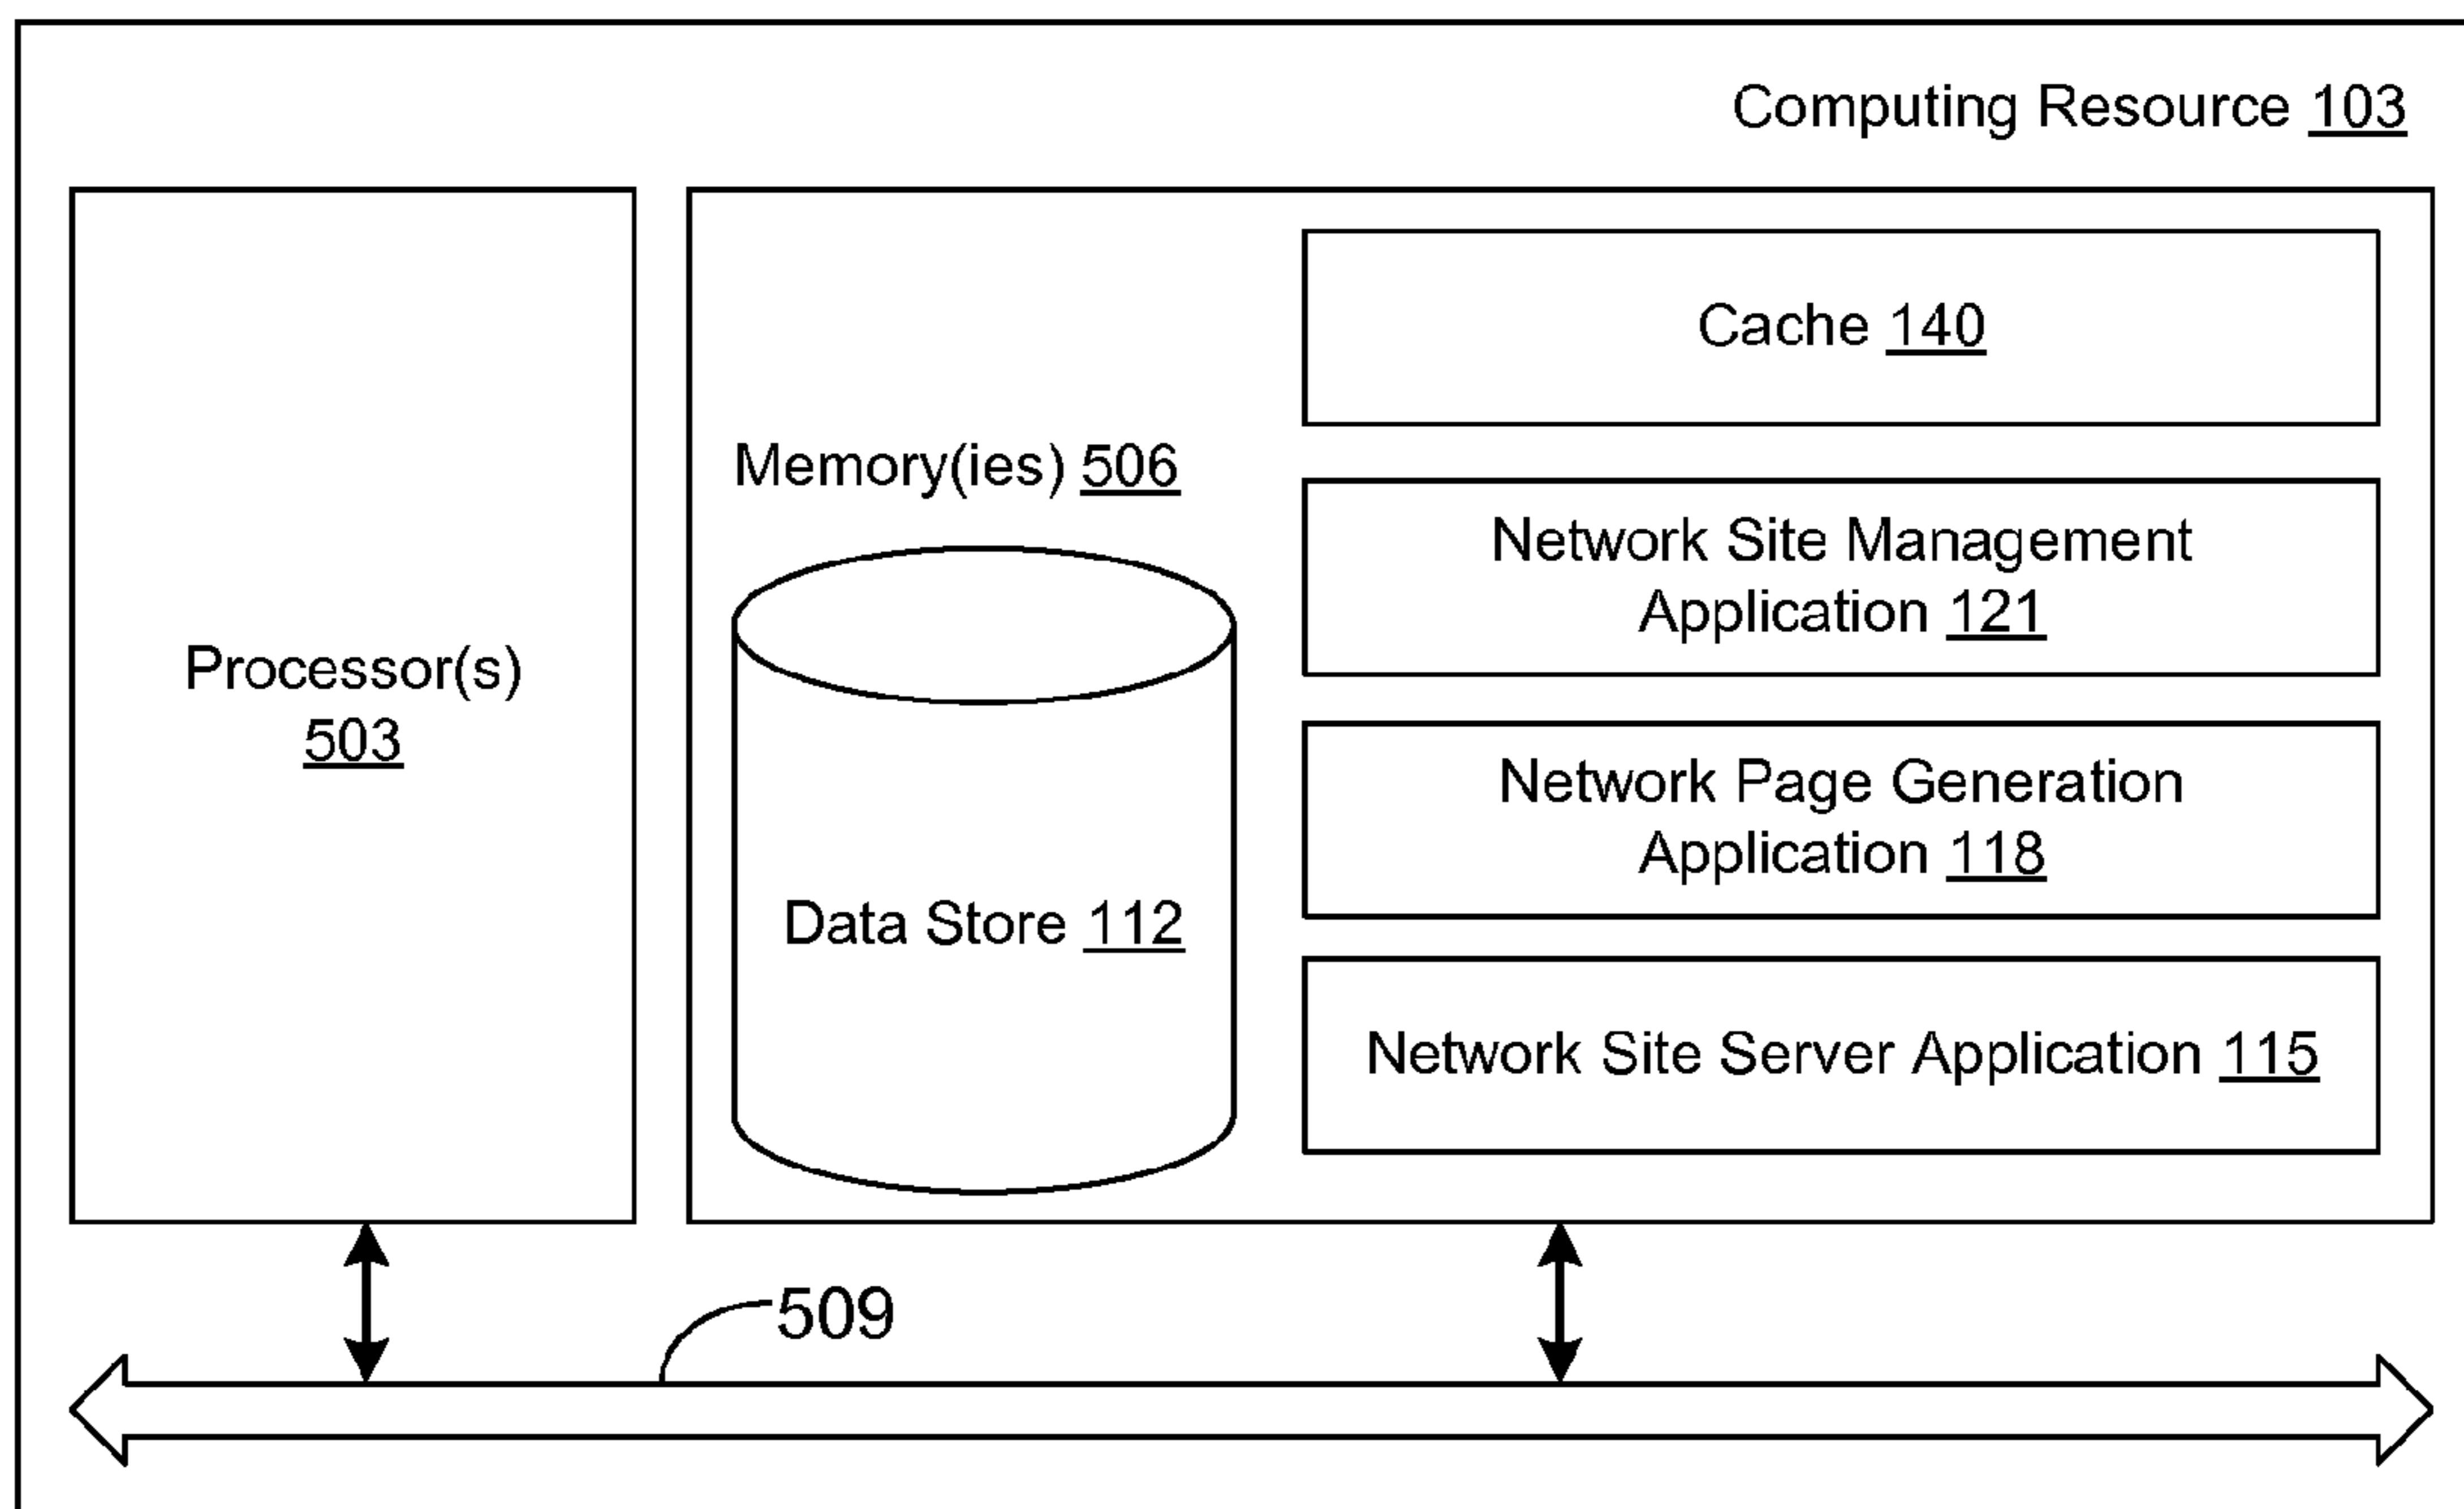 Computing Resource 103
Processor(s)
503
Memory(ies) 506
Data Store 112
Cache 140
Network Site Management
Application 121
Network Page Generation
Application 118
Network Site Server Application 115
509